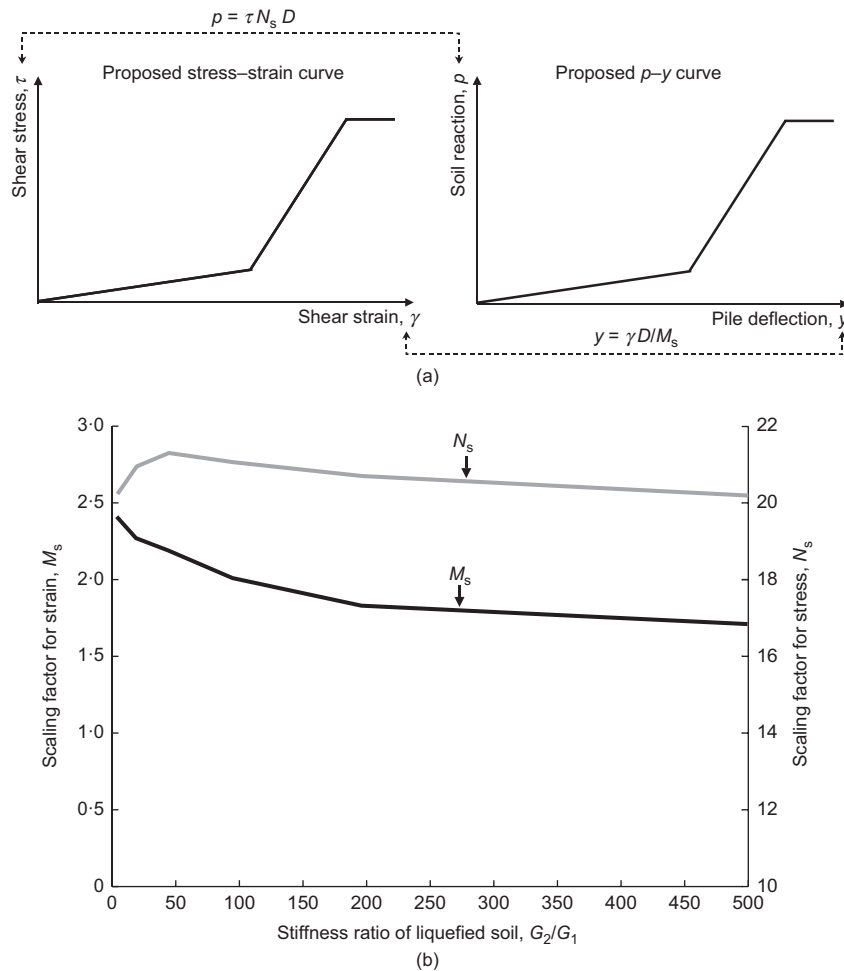 p = τ Nₛ D
Proposed stress–strain curve
Proposed p–y curve
Shear stress, τ
Soil reaction, p
Shear strain, γ
Pile deflection, y
y = γ D/Mₛ
(a)
3·0
2·5
2·0
1·5
1·0
0·5
0
Scaling factor for strain, Mₛ
Nₛ
Mₛ
22
20
18
16
14
12
10
Scaling factor for stress, Nₛ
0 50 100 150 200 250 300 350 400 450 500
Stiffness ratio of liquefied soil, G₂/G₁
(b)